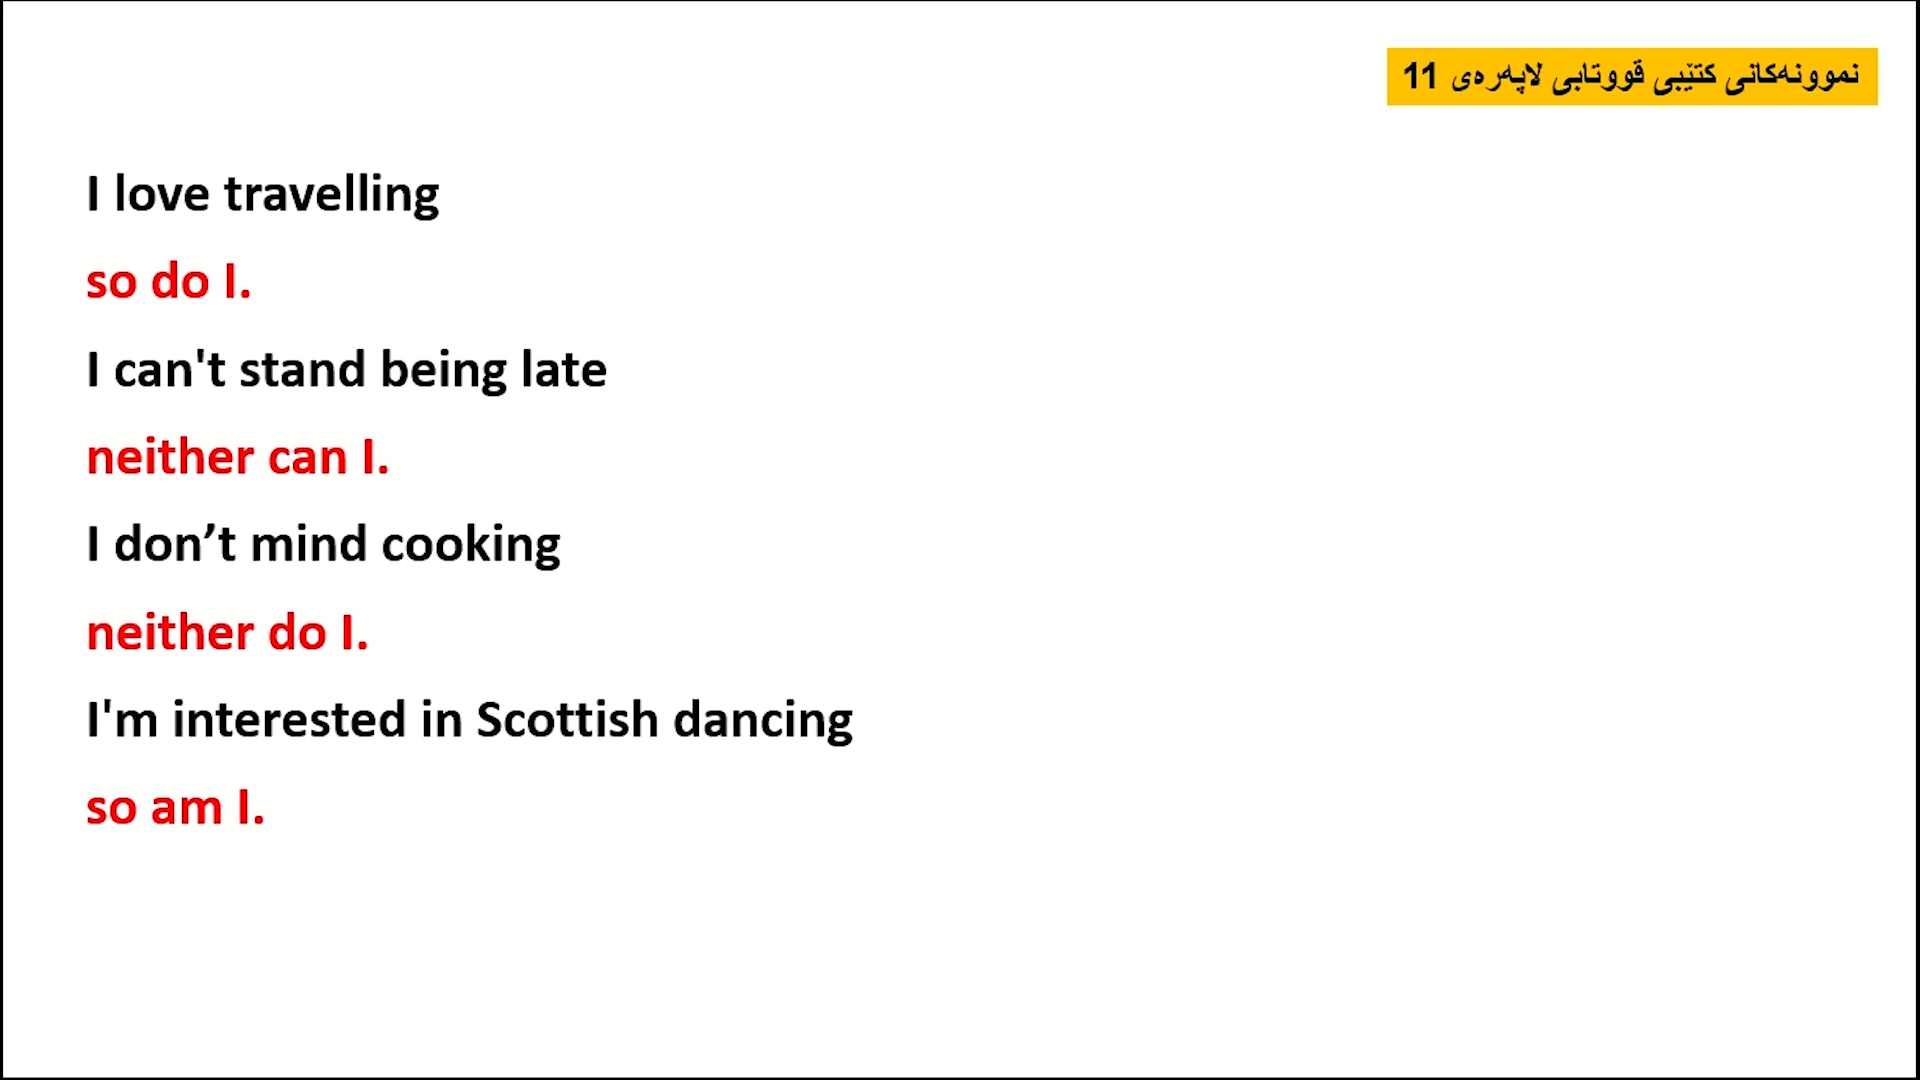 نموونەکانی کتێبی قووتابی لاپەرەی 11
I love travelling
so do I.
I can't stand being late
neither can I.
I don’t mind cooking
neither do I.
I'm interested in Scottish dancing
so am I.